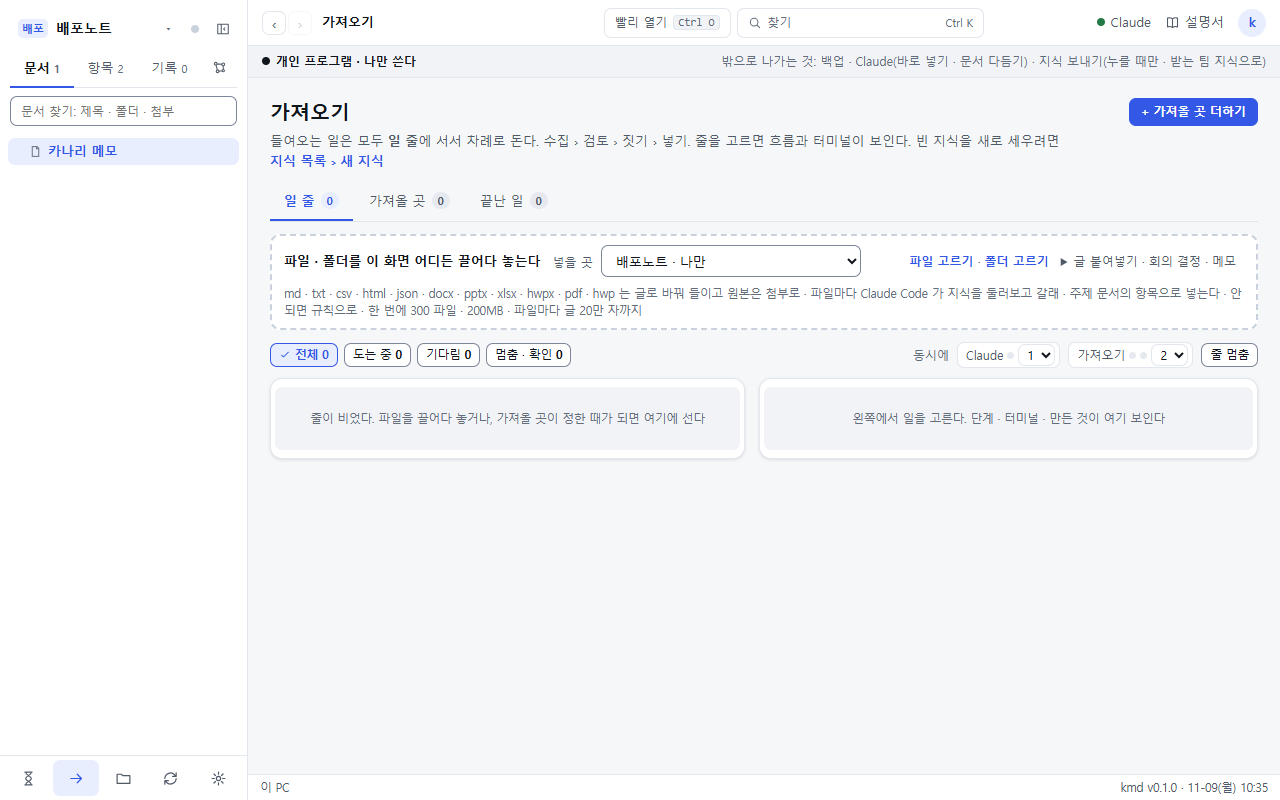 배포 배포노트
문서 1 항목 2 기록 0
문서 찾기: 제목 · 폴더 · 첨부
카나리 메모
‹ › 가져오기 빨리 열기 Ctrl O 찾기 Ctrl K Claude 설명서 k
개인 프로그램 · 나만 쓴다 밖으로 나가는 것: 백업 · Claude(바로 넣기 · 문서 다듬기) · 지식 보내기(누를 때만 · 받는 팀 지식으로)
가져오기 + 가져올 곳 더하기
들어오는 일은 모두 일 줄에 서서 차례로 돈다. 수집 › 검토 › 짓기 › 넣기. 줄을 고르면 흐름과 터미널이 보인다. 빈 지식을 새로 세우려면
지식 목록 › 새 지식
일 줄 0 가져올 곳 0 끝난 일 0
파일 · 폴더를 이 화면 어디든 끌어다 놓는다 넣을 곳 배포노트 · 나만 파일 고르기 · 폴더 고르기 ▶ 글 붙여넣기 · 회의 결정 · 메모
md · txt · csv · html · json · docx · pptx · xlsx · hwpx · pdf · hwp 는 글로 바꿔 들이고 원본은 첨부로 · 파일마다 Claude Code 가 지식을 둘러보고 갈래 · 주제 문서의 항목으로 넣는다 · 안
되면 규칙으로 · 한 번에 300 파일 · 200MB · 파일마다 글 20만 자까지
✓ 전체 0 도는 중 0 기다림 0 멈춤 · 확인 0 동시에 Claude 1 가져오기 2 줄 멈춤
줄이 비었다. 파일을 끌어다 놓거나, 가져올 곳이 정한 때가 되면 여기에 선다 왼쪽에서 일을 고른다. 단계 · 터미널 · 만든 것이 여기 보인다
이 PC kmd v0.1.0 · 11-09(월) 10:35